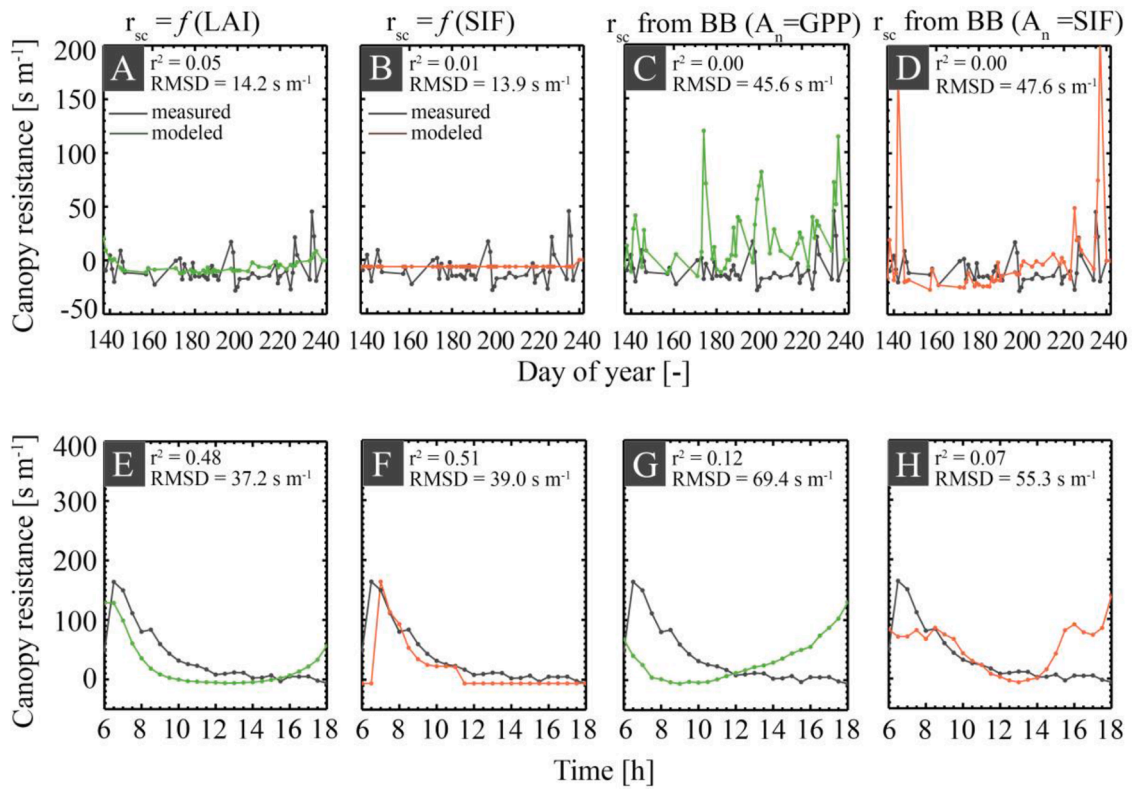 r_sc = f (LAI)
r_sc = f (SIF)
r_sc from BB (A_n =GPP)
r_sc from BB (A_n =SIF)
Canopy resistance [s m⁻¹]
200
150
100
50
0
-50
A
r² = 0.05
RMSD = 14.2 s m⁻¹
measured
modeled
B
r² = 0.01
RMSD = 13.9 s m⁻¹
measured
modeled
C
r² = 0.00
RMSD = 45.6 s m⁻¹
D
r² = 0.00
RMSD = 47.6 s m⁻¹
140 160 180 200 220 240
140 160 180 200 220 240
140 160 180 200 220 240
140 160 180 200 220 240
Day of year [-]
Canopy resistance [s m⁻¹]
400
300
200
100
0
E
r² = 0.48
RMSD = 37.2 s m⁻¹
F
r² = 0.51
RMSD = 39.0 s m⁻¹
G
r² = 0.12
RMSD = 69.4 s m⁻¹
H
r² = 0.07
RMSD = 55.3 s m⁻¹
6 8 10 12 14 16 18
6 8 10 12 14 16 18
6 8 10 12 14 16 18
6 8 10 12 14 16 18
Time [h]